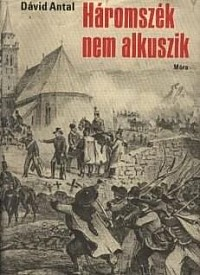 Dávid Antal
Háromszék
nem alkuszik
Móra